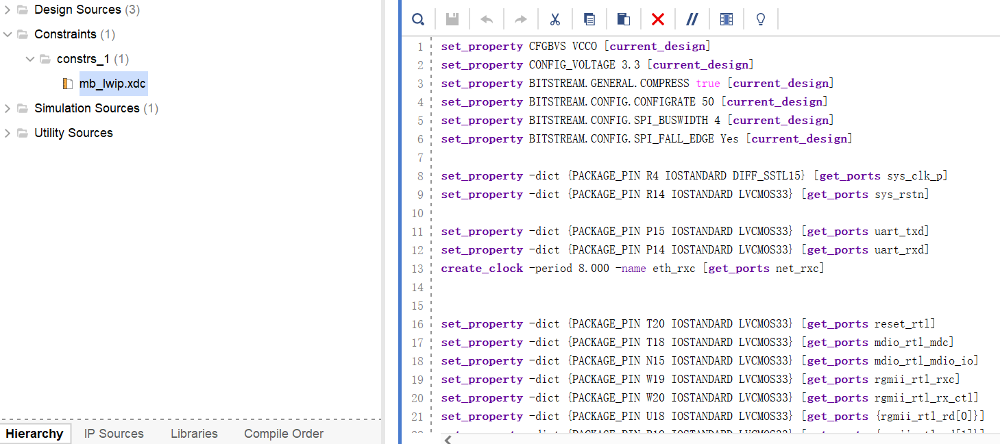 Design Sources (3)
Constraints (1)
constrs_1 (1)
mb_lwip.xdc
Simulation Sources (1)
Utility Sources
Hierarchy IP Sources Libraries Compile Order
1 set_property CFGBVS VCCO [current_design]
2 set_property CONFIG_VOLTAGE 3.3 [current_design]
3 set_property BITSTREAM.GENERAL.COMPRESS true [current_design]
4 set_property BITSTREAM.CONFIG.CONFIGRATE 50 [current_design]
5 set_property BITSTREAM.CONFIG.SPI_BUSWIDTH 4 [current_design]
6 set_property BITSTREAM.CONFIG.SPI_FALL_EDGE Yes [current_design]
7
8 set_property -dict {PACKAGE_PIN R4 IOSTANDARD DIFF_SSTL15} [get_ports sys_clk_p]
9 set_property -dict {PACKAGE_PIN R14 IOSTANDARD LVCMOS33} [get_ports sys_rstn]
10
11 set_property -dict {PACKAGE_PIN P15 IOSTANDARD LVCMOS33} [get_ports uart_txd]
12 set_property -dict {PACKAGE_PIN P14 IOSTANDARD LVCMOS33} [get_ports uart_rxd]
13 create_clock -period 8.000 -name eth_rxc [get_ports net_rxc]
14
15
16 set_property -dict {PACKAGE_PIN T20 IOSTANDARD LVCMOS33} [get_ports reset_rtl]
17 set_property -dict {PACKAGE_PIN T18 IOSTANDARD LVCMOS33} [get_ports mdio_rtl_mdc]
18 set_property -dict {PACKAGE_PIN N15 IOSTANDARD LVCMOS33} [get_ports mdio_rtl_mdio_io]
19 set_property -dict {PACKAGE_PIN W19 IOSTANDARD LVCMOS33} [get_ports rgmii_rtl_rxc]
20 set_property -dict {PACKAGE_PIN W20 IOSTANDARD LVCMOS33} [get_ports rgmii_rtl_rx_ctl]
21 set_property -dict {PACKAGE_PIN U18 IOSTANDARD LVCMOS33} [get_ports {rgmii_rtl_rd[0]}]